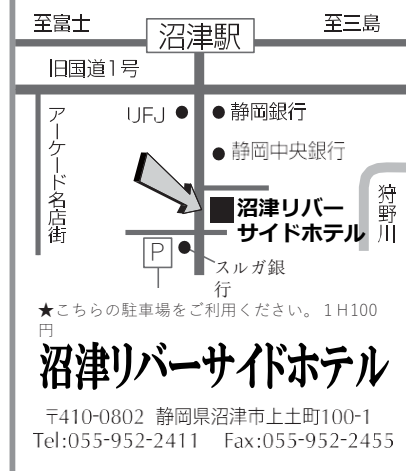 至富士
沼津駅
至三島
旧国道1号
アーケード名店街
UFJ
静岡銀行
静岡中央銀行
沼津リバー
サイドホテル
狩野川
P
スルガ銀
行
★こちらの駐車場をご利用ください。1H100
円
沼津リバーサイドホテル
〒410-0802 静岡県沼津市上土町100-1
Tel:055-952-2411 Fax:055-952-2455